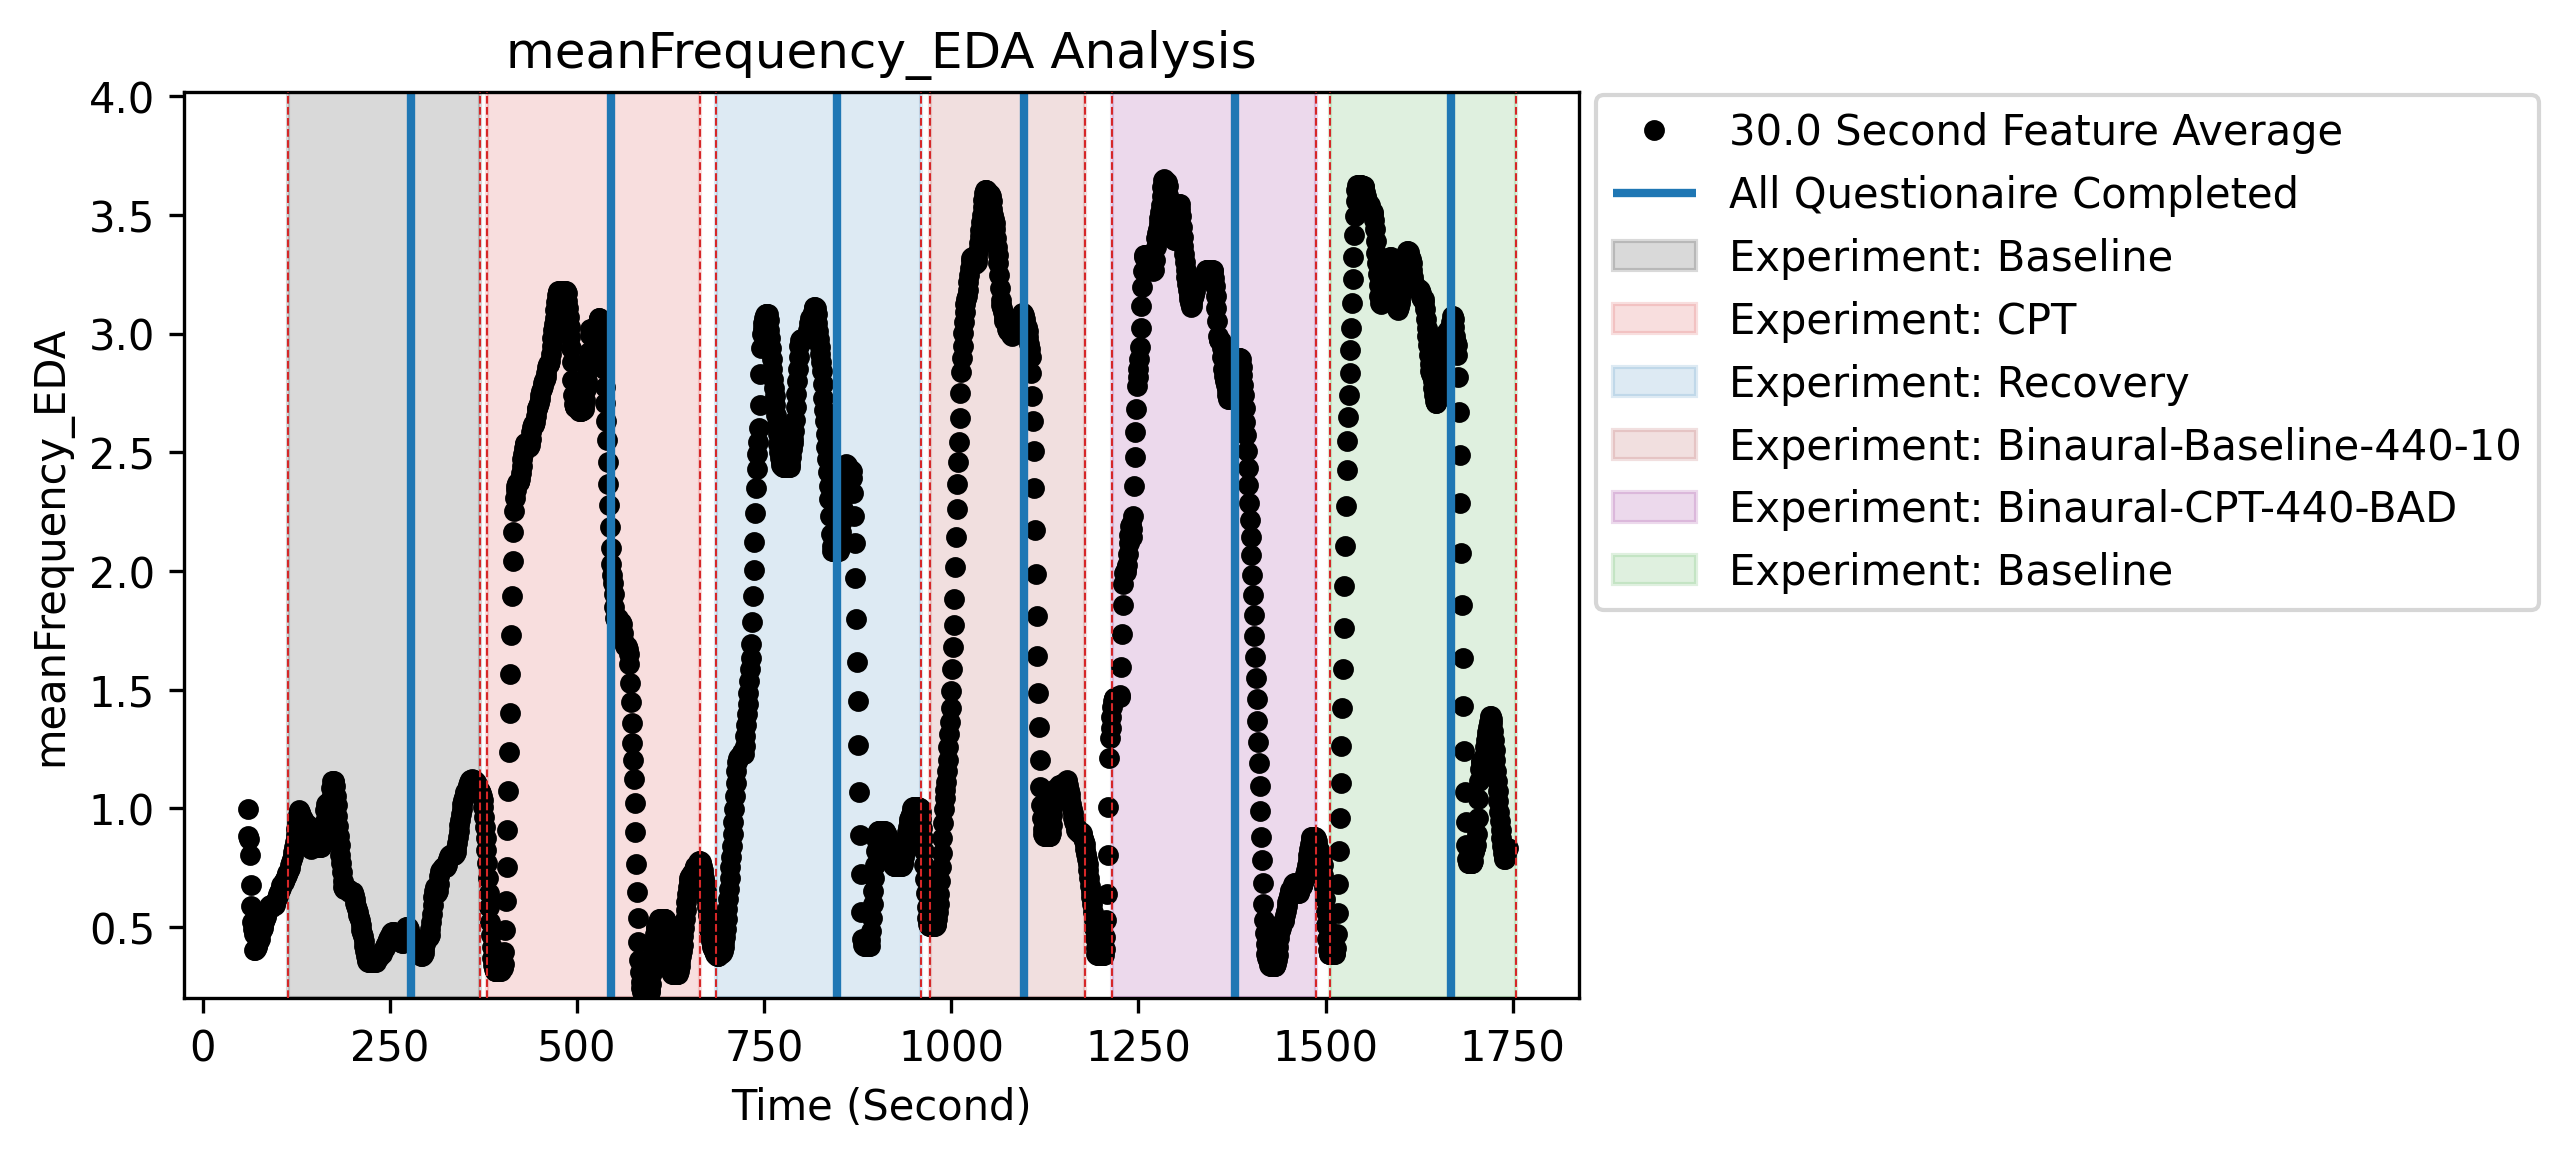 meanFrequency_EDA Analysis
meanFrequency_EDA
4.0
3.5
3.0
2.5
2.0
1.5
1.0
0.5
0 250 500 750 1000 1250 1500 1750
Time (Second)
30.0 Second Feature Average
All Questionaire Completed
Experiment: Baseline
Experiment: CPT
Experiment: Recovery
Experiment: Binaural-Baseline-440-10
Experiment: Binaural-CPT-440-BAD
Experiment: Baseline